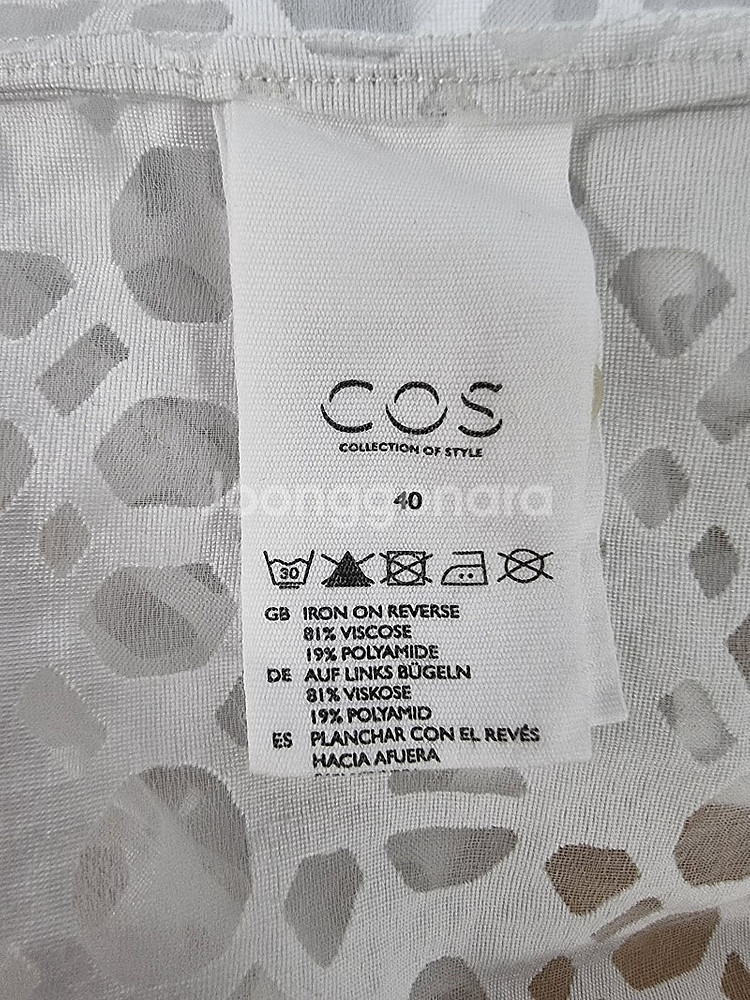 COS
COLLECTION OF STYLE
40
Joonggonara
30
GB IRON ON REVERSE
81% VISCOSE
19% POLYAMIDE
DE AUF LINKS BÜGELN
81% VISKOSE
19% POLYAMID
ES PLANCHAR CON EL REVÉS
HACIA AFUERA